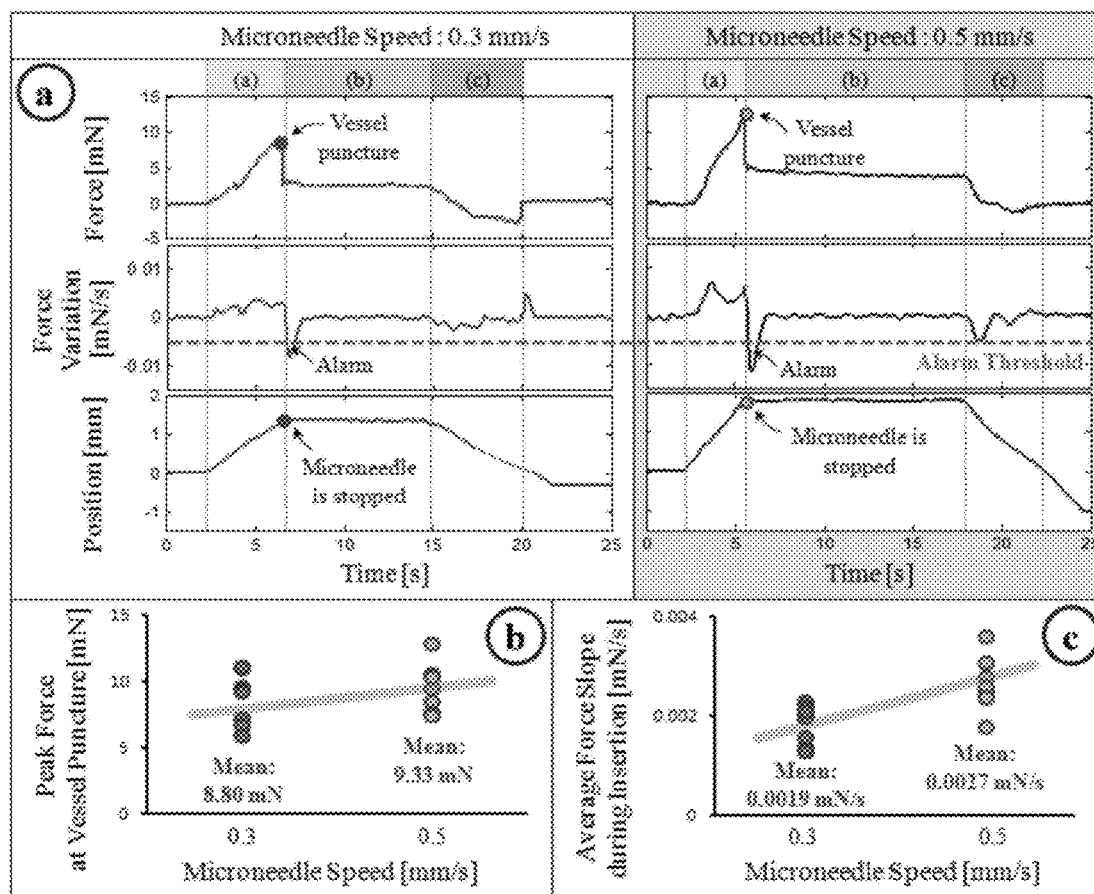 Microneedle Speed : 0.3 mm/s
Microneedle Speed : 0.5 mm/s
a
(a)
(b)
(c)
(a)
(b)
(c)
Force [mN]
15
10
5
0
-5
Vessel
puncture
Vessel
puncture
Force
Variation
[mN/s]
0.01
0
-0.01
Alarm
Alarm
Alarm Threshold
Position [mm]
2
1
0
-1
Microneedle
is stopped
Microneedle is
stopped
0
5
10
15
20
25
0
5
10
15
20
25
Time [s]
Time [s]
b
Peak Force
at Vessel Puncture [mN]
15
10
5
0
Mean:
8.80 mN
Mean:
9.33 mN
0.3
0.5
Microneedle Speed [mm/s]
c
Average Force Slope
during Insertion [mN/s]
0.004
0.002
0
Mean:
0.0019 mN/s
Mean:
0.0027 mN/s
0.3
0.5
Microneedle Speed [mm/s]